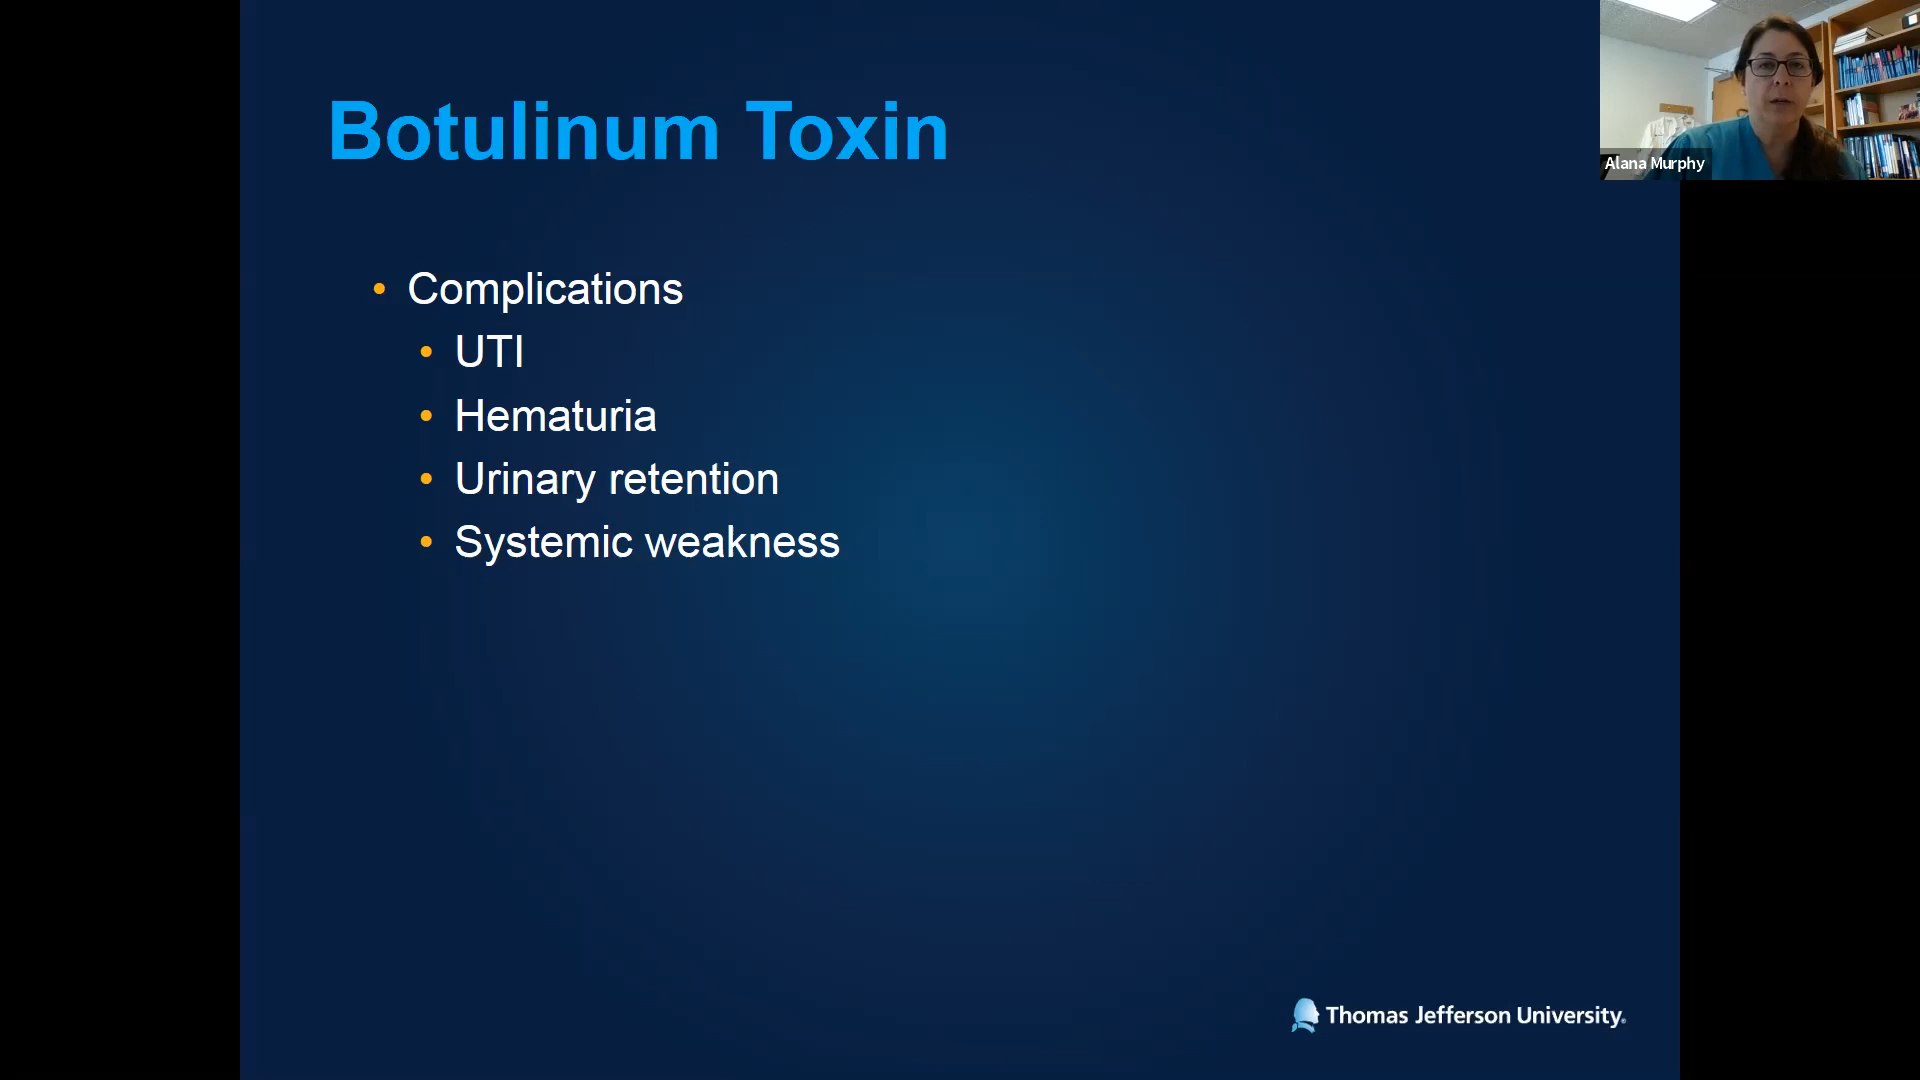 Botulinum Toxin
Alana Murphy
• Complications
• UTI
• Hematuria
• Urinary retention
• Systemic weakness
Thomas Jefferson University®